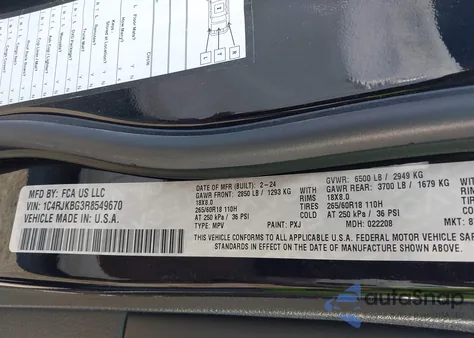 MFD BY: FCA US LLC
VIN: 1C4RJKBG3R8549670
VEHICLE MADE IN: U.S.A.
DATE OF MFR (BUILT): 2-24
GAWR FRONT: 2850 LB / 1293 KG
18X8.0
265/60R18 110H
AT 250 kPa / 36 PSI
TYPE: MPV PAINT: PXJ
GVWR: 6500 LB / 2949 KG
GAWR REAR: 3700 LB / 1679 KG
RIMS 18X8.0
TIRES 265/60R18 110H
AT 250 kPa / 36 PSI
MDH: 022208 MKT: 8
THIS VEHICLE CONFORMS TO ALL APPLICABLE U.S.A. FEDERAL MOTOR VEHICLE SAF
IN EFFECT ON THE DATE OF MANUFACTURE SHOWN ABOVE.
autosnap